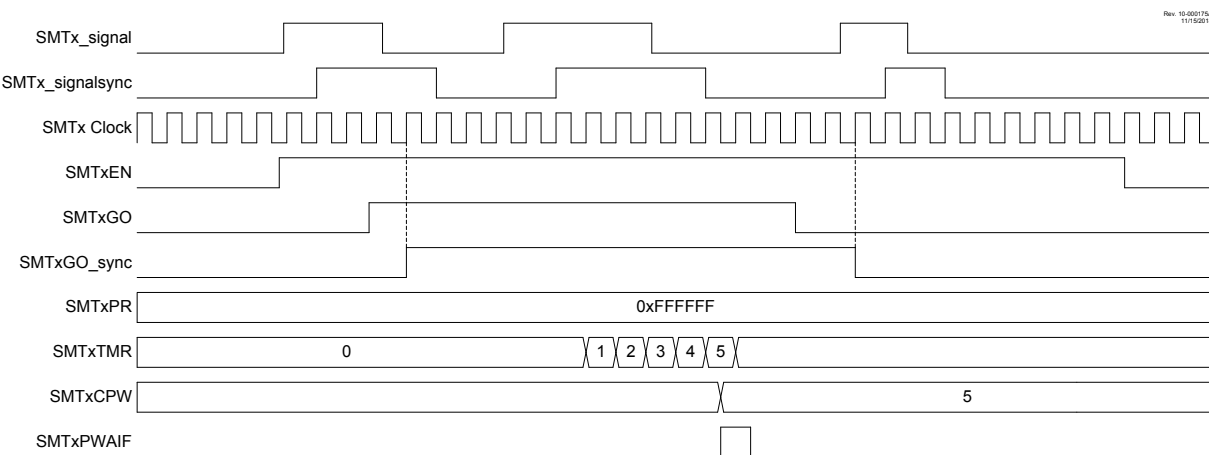 Rev. 10-000175
11/15/201
SMTx_signal
SMTx_signalsync
SMTx Clock
SMTxEN
SMTxGO
SMTxGO_sync
SMTxPR
0xFFFFFF
SMTxTMR
0 1 2 3 4 5
SMTxCPW
5
SMTxPWAIF